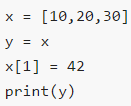 x = [10,20,30]
y = x
x[1] = 42
print(y)